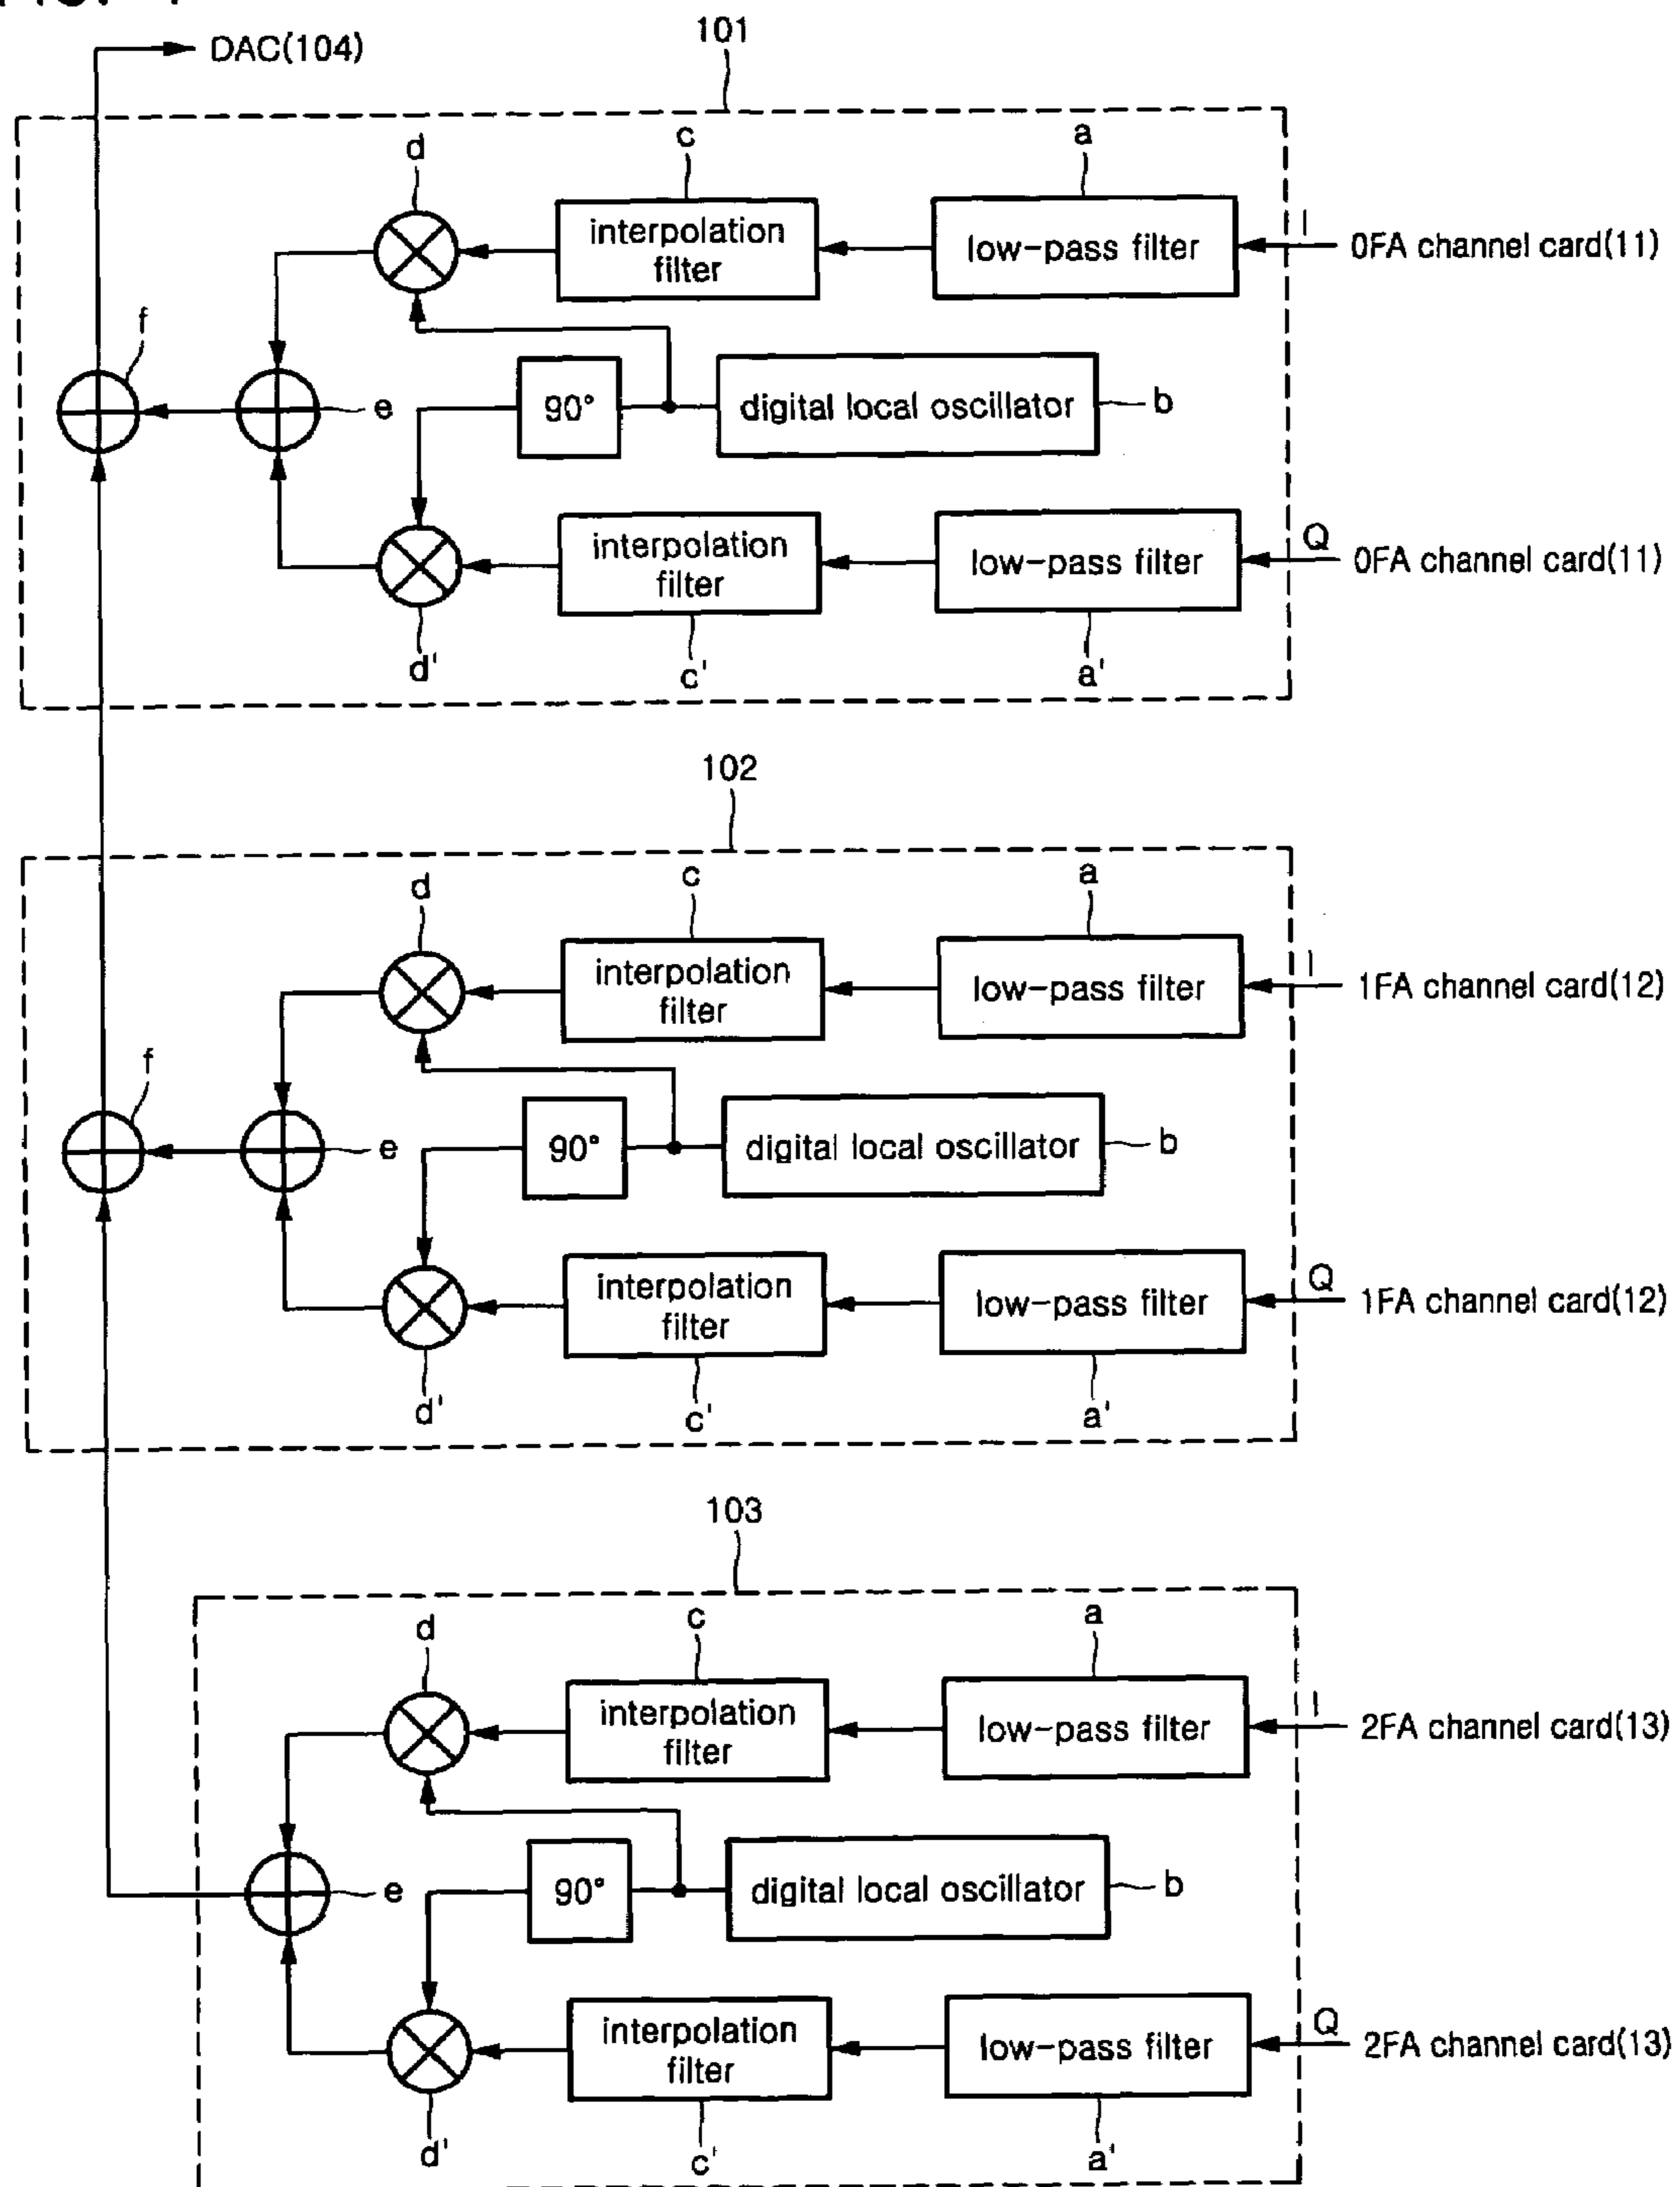 101
DAC(104)
d
c
a
interpolation
filter
low-pass filter
I
0FA channel card(11)
f
e
90°
digital local oscillator
b
interpolation
filter
low-pass filter
Q
0FA channel card(11)
d'
c'
a'
102
d
c
a
interpolation
filter
low-pass filter
I
1FA channel card(12)
f
e
90°
digital local oscillator
b
interpolation
filter
low-pass filter
Q
1FA channel card(12)
d'
c'
a'
103
d
c
a
interpolation
filter
low-pass filter
I
2FA channel card(13)
e
90°
digital local oscillator
b
interpolation
filter
low-pass filter
Q
2FA channel card(13)
d'
c'
a'